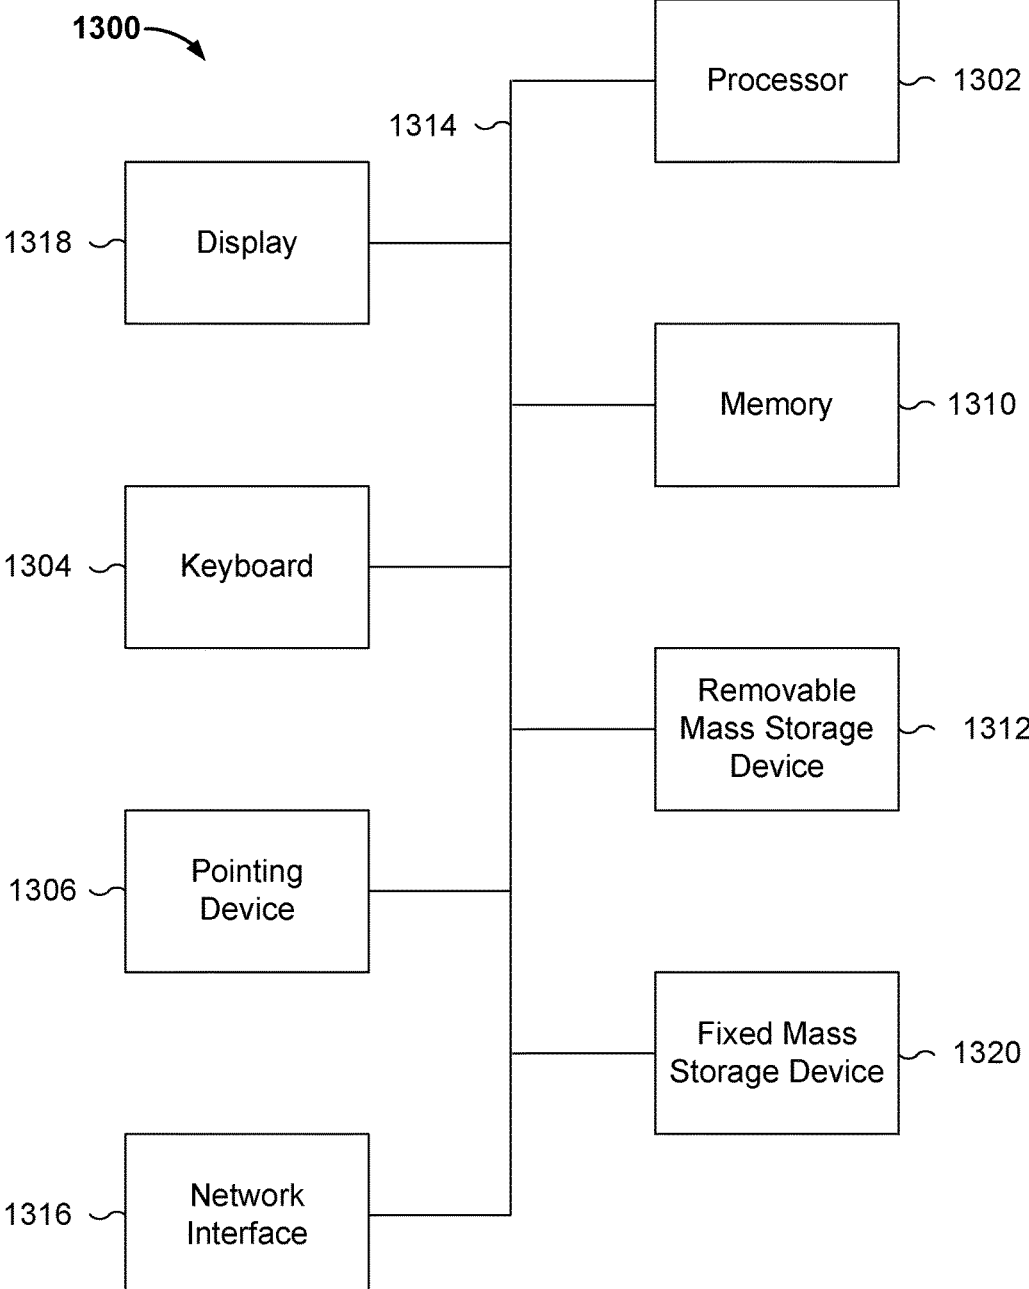 1300
Processor
1302
1314
1318
Display
Memory
1310
1304
Keyboard
Removable
Mass Storage
Device
1312
1306
Pointing
Device
Fixed Mass
Storage Device
1320
1316
Network
Interface